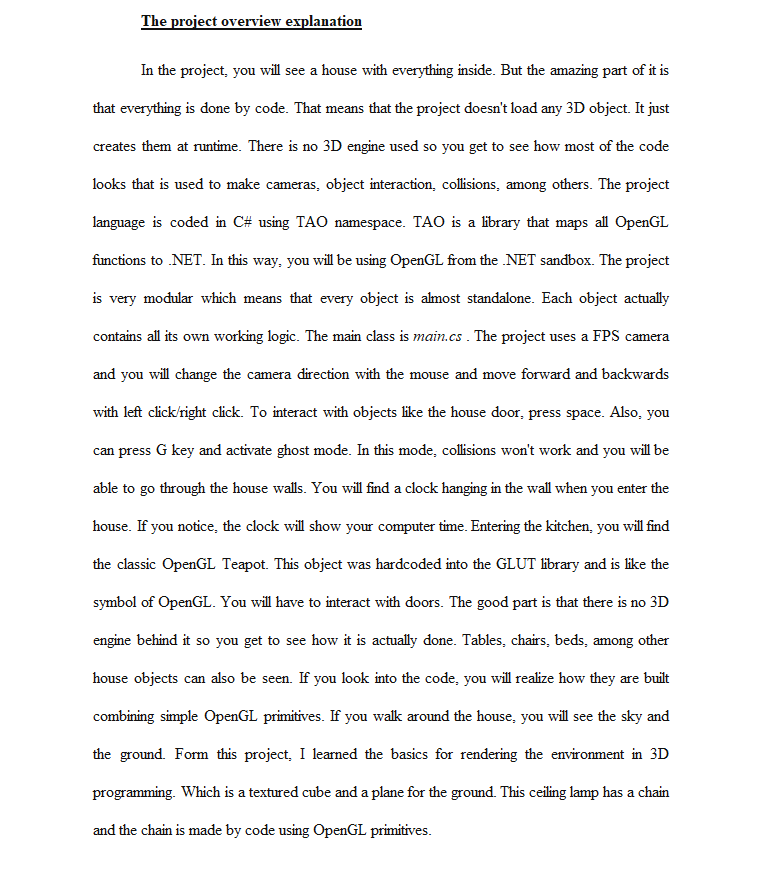 The project overview explanation
In the project, you will see a house with everything inside. But the amazing part of it is
that everything is done by code. That means that the project doesn't load any 3D object. It just
creates them at runtime. There is no 3D engine used so you get to see how most of the code
looks that is used to make cameras, object interaction, collisions, among others. The project
language is coded in C# using TAO namespace. TAO is a library that maps all OpenGL
functions to .NET. In this way, you will be using OpenGL from the .NET sandbox. The project
is very modular which means that every object is almost standalone. Each object actually
contains all its own working logic. The main class is main.cs . The project uses a FPS camera
and you will change the camera direction with the mouse and move forward and backwards
with left click/right click. To interact with objects like the house door, press space. Also, you
can press G key and activate ghost mode. In this mode, collisions won't work and you will be
able to go through the house walls. You will find a clock hanging in the wall when you enter the
house. If you notice, the clock will show your computer time. Entering the kitchen, you will find
the classic OpenGL Teapot. This object was hardcoded into the GLUT library and is like the
symbol of OpenGL. You will have to interact with doors. The good part is that there is no 3D
engine behind it so you get to see how it is actually done. Tables, chairs, beds, among other
house objects can also be seen. If you look into the code, you will realize how they are built
combining simple OpenGL primitives. If you walk around the house, you will see the sky and
the ground. Form this project, I learned the basics for rendering the environment in 3D
programming. Which is a textured cube and a plane for the ground. This ceiling lamp has a chain
and the chain is made by code using OpenGL primitives.